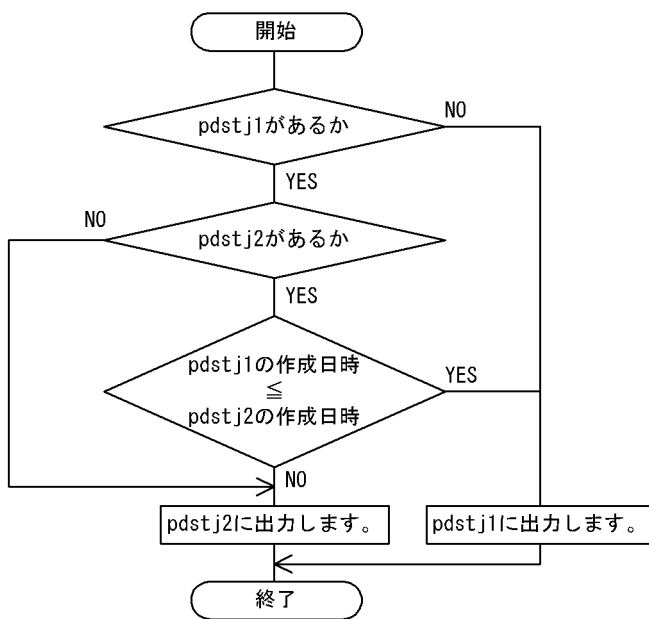 開始
pdstj1があるか
NO
YES
NO
pdstj2があるか
YES
pdstj1の作成日時
≦
pdstj2の作成日時
YES
NO
pdstj2に出力します。
pdstj1に出力します。
終了